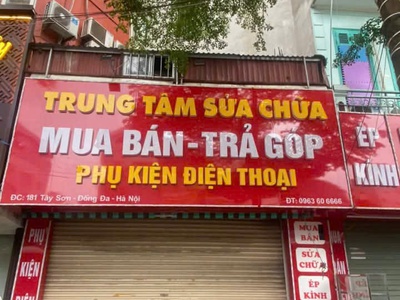 TRUNG TÂM SỬA CHỮA
MUA BÁN - TRẢ GÓP
PHỤ KIỆN ĐIỆN THOẠI
ĐC: 181 Tây Sơn - Đống Đa - Hà Nội
ĐT: 0963 60 6666
ÉP
KÍNH
PHỤ
KIỆN
ĐIỆN
MUA
BÁN
SỬA
CHỮA
ÉP
KÍNH